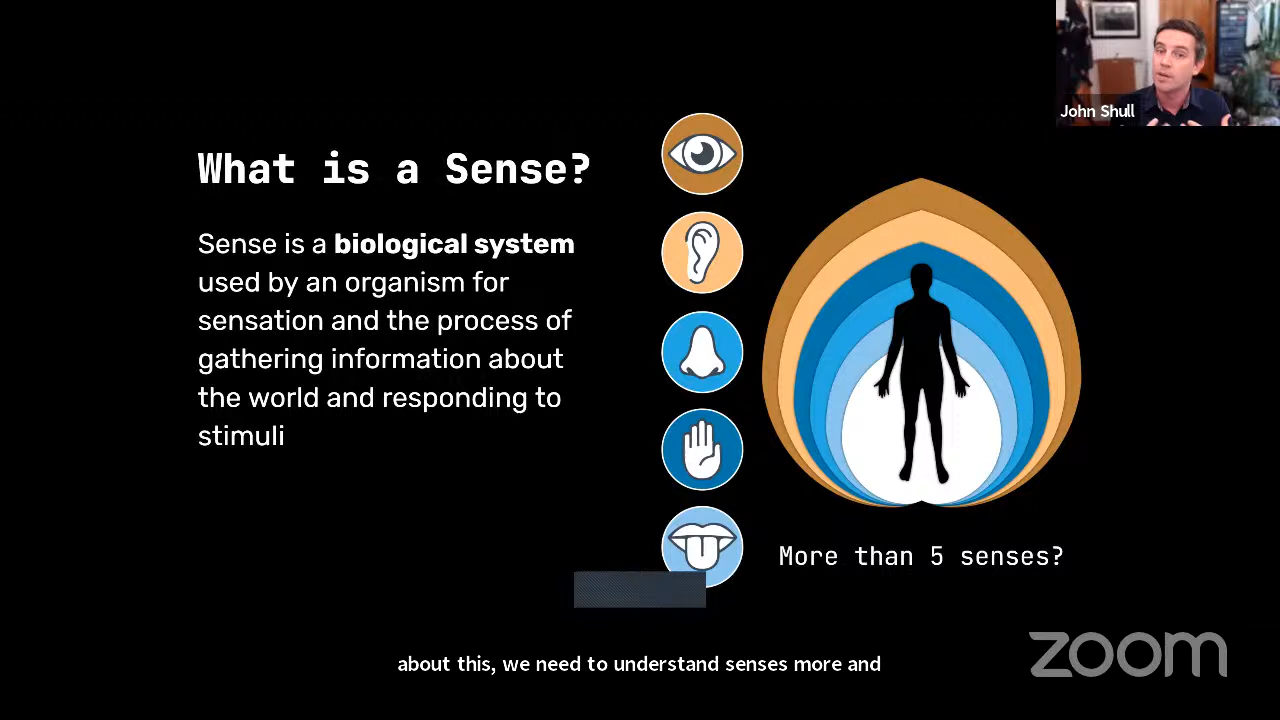 John Shull
What is a Sense?
Sense is a biological system
used by an organism for
sensation and the process of
gathering information about
the world and responding to
stimuli
More than 5 senses?
about this, we need to understand senses more and
zoom